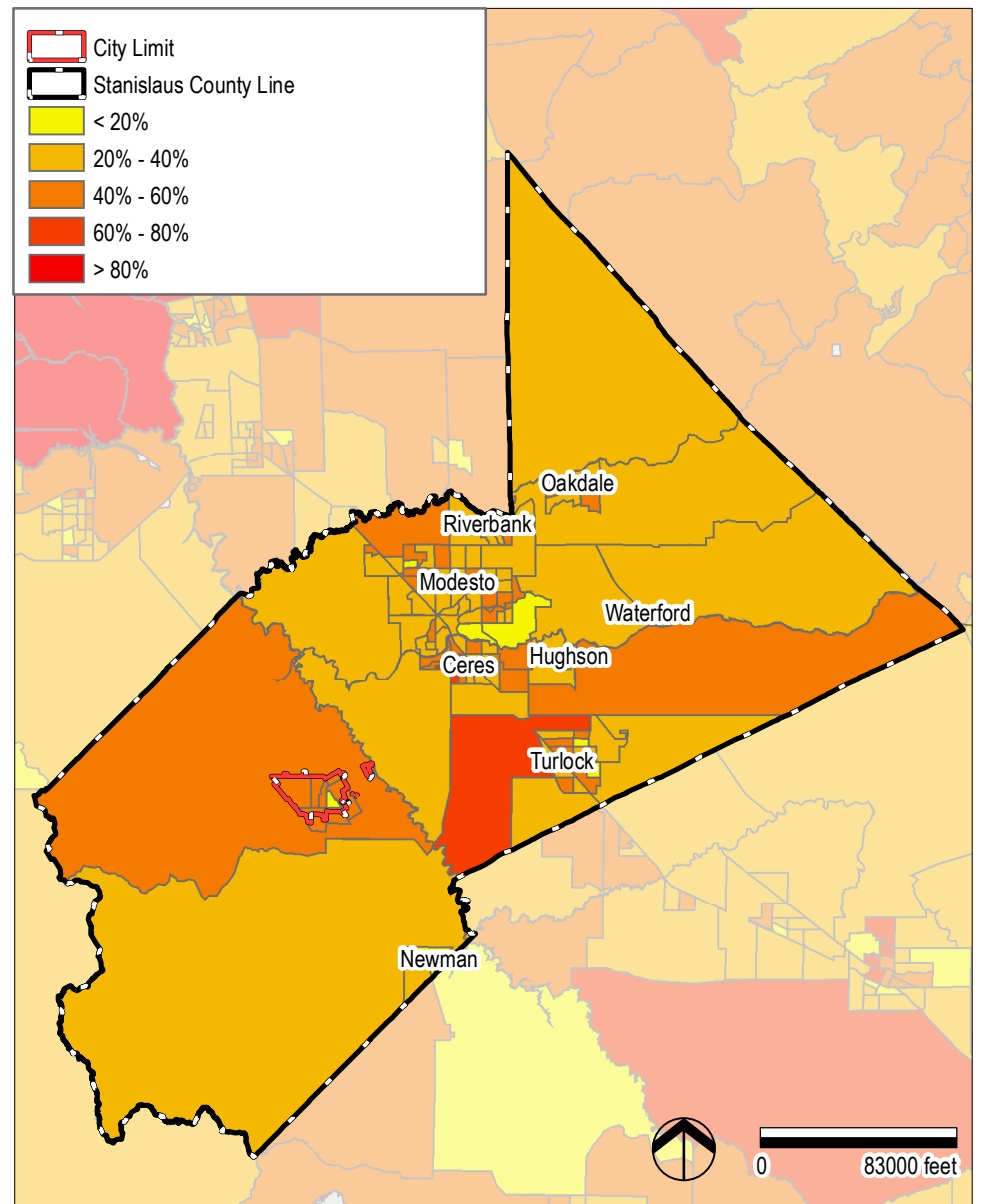 City Limit
Stanislaus County Line
< 20%
20% - 40%
40% - 60%
60% - 80%
> 80%
Oakdale
Riverbank
Modesto
Waterford
Hughson
Ceres
Turlock
Newman
0 83000 feet